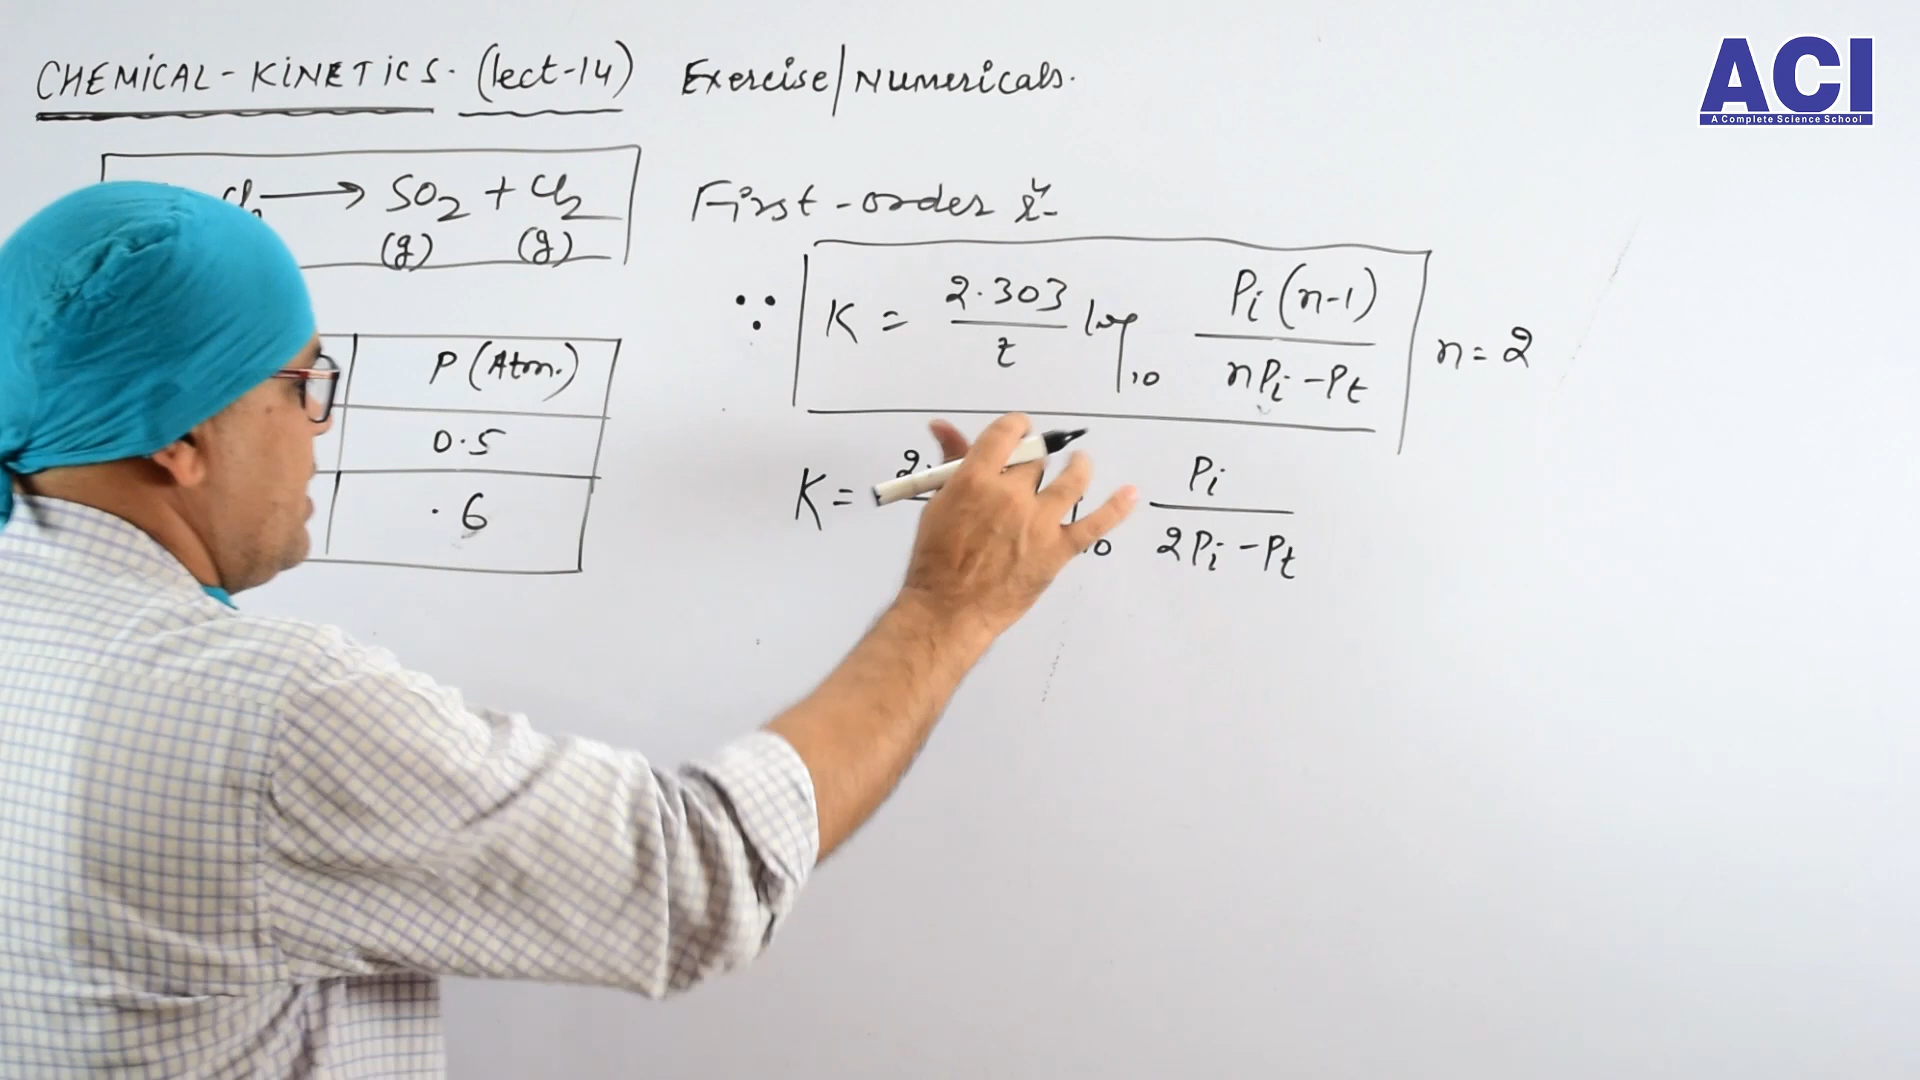 CHEMICAL-KINETICS. (lect-14) Exercise/Numericals.
ACI
A Complete Science School
⟶ SO₂ + Cl₂
(g) (g)
First-order
∵ K = 2.303/t log₁₀ Pᵢ(n-1)/nPᵢ-Pt n=2
P (Atm.)
0.5
.6
K = Pᵢ/2Pᵢ-Pt